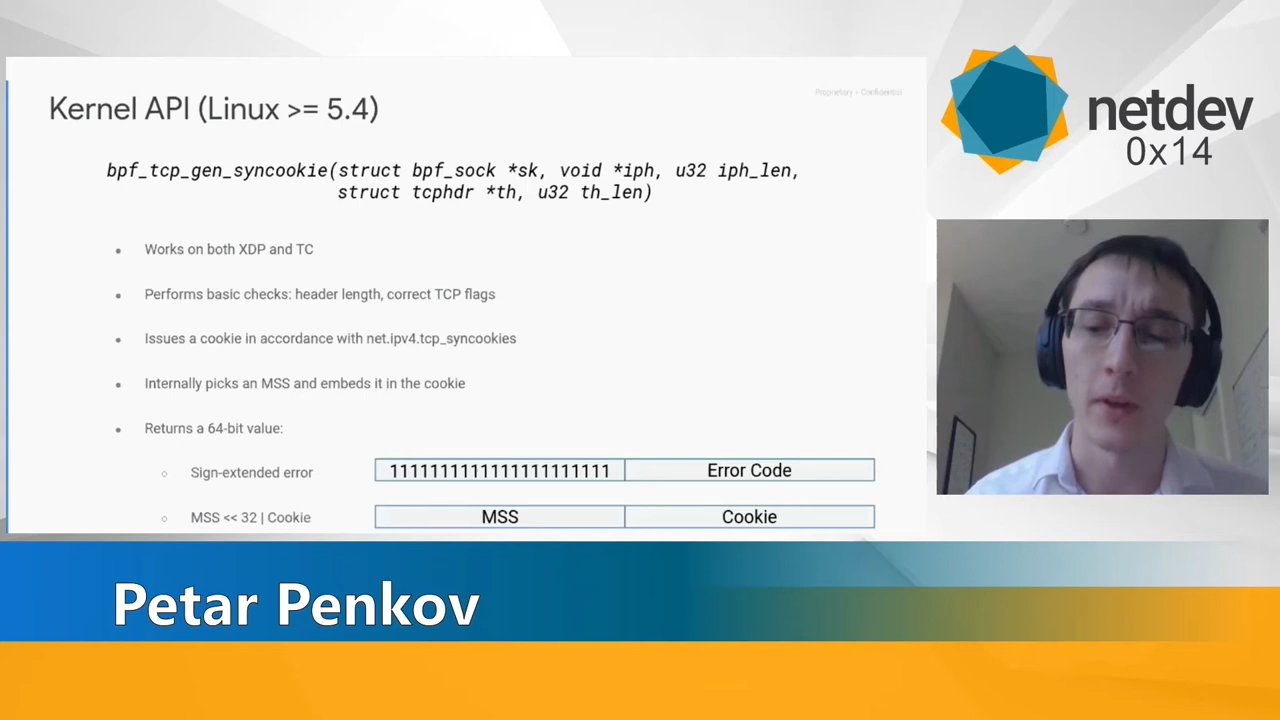 Kernel API (Linux >= 5.4)
Proprietary + Confidential
bpf_tcp_gen_syncookie(struct bpf_sock *sk, void *iph, u32 iph_len,
struct tcphdr *th, u32 th_len)
• Works on both XDP and TC
• Performs basic checks: header length, correct TCP flags
• Issues a cookie in accordance with net.ipv4.tcp_syncookies
• Internally picks an MSS and embeds it in the cookie
• Returns a 64-bit value:
○ Sign-extended error
11111111111111111111111 Error Code
○ MSS << 32 | Cookie
MSS Cookie
netdev
0x14
Petar Penkov